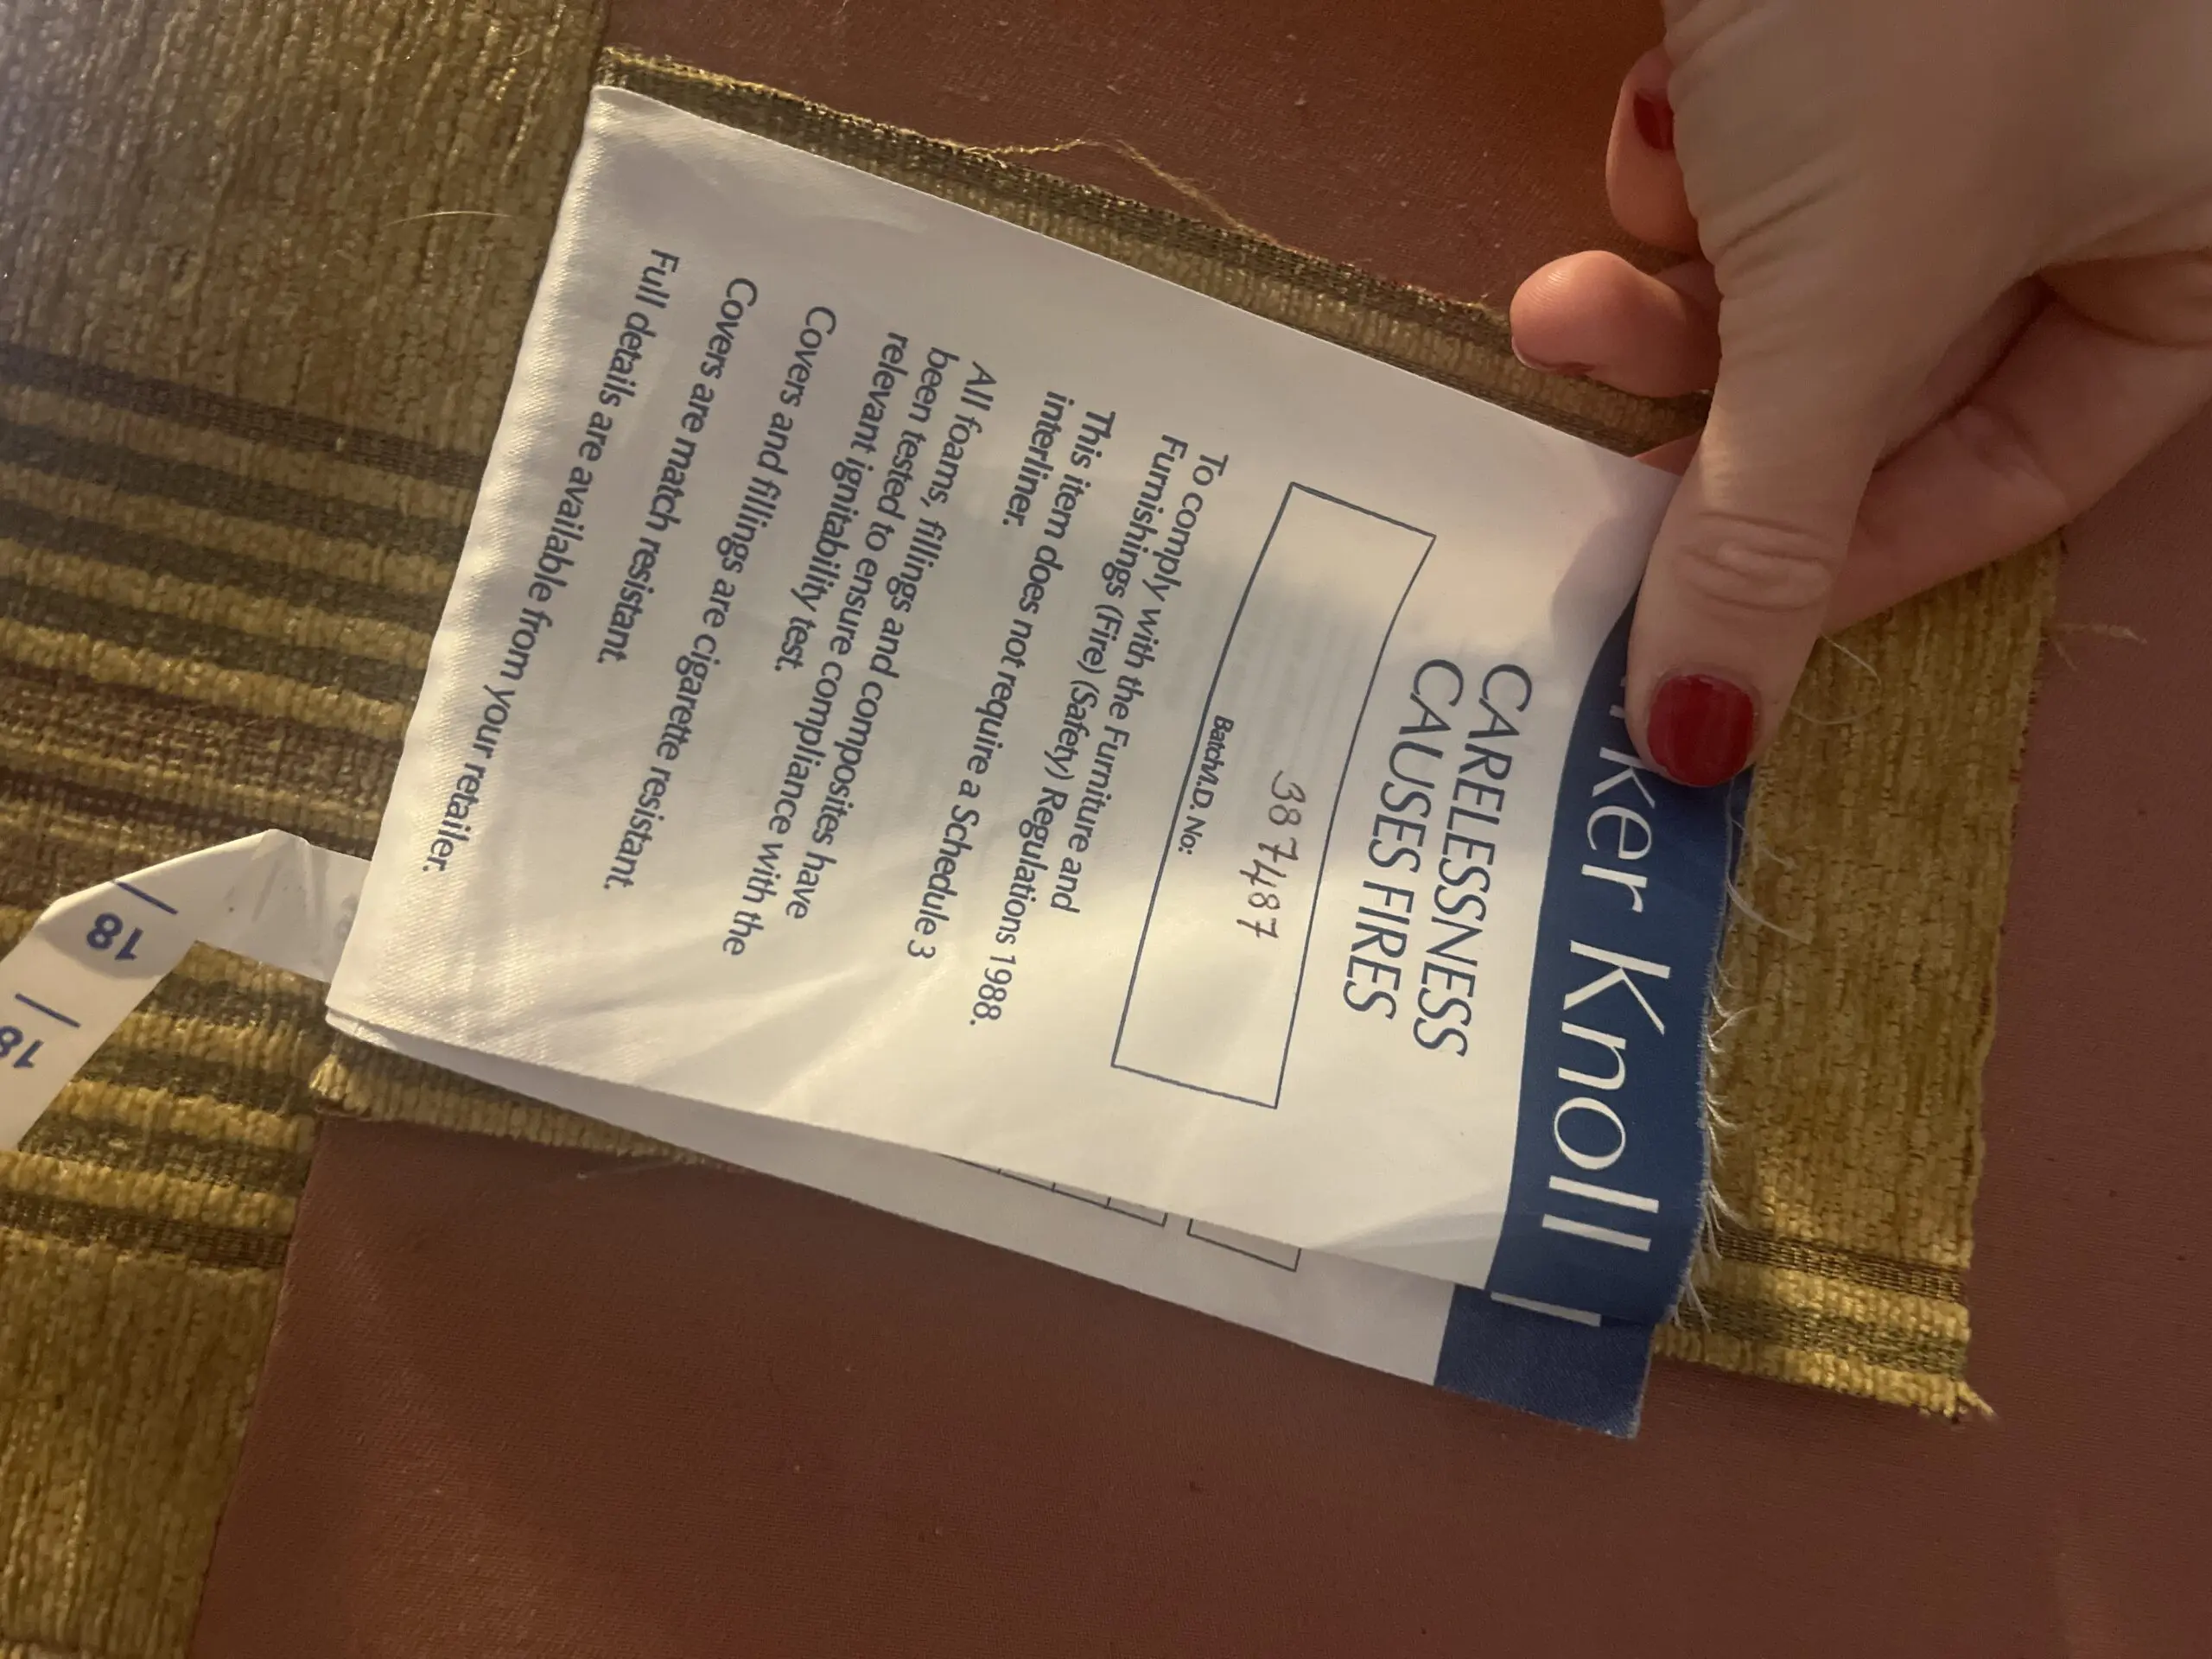 ker Knoll
CARELESSNESS
CAUSES FIRES
387487
Batch/I.D. No:
To comply with the Furniture and
Furnishings (Fire) (Safety) Regulations 1988.
This item does not require a Schedule 3
interliner.
All foams, fillings and composites have
been tested to ensure compliance with the
relevant ignitability test.
Covers and fillings are cigarette resistant.
Covers are match resistant.
Full details are available from your retailer.
/ 18
/ 18